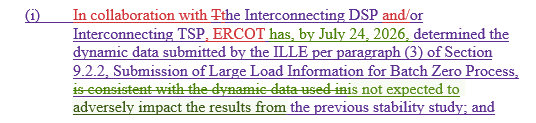 (i) In collaboration with Tthe Interconnecting DSP and/or
Interconnecting TSP, ERCOT has, by July 24, 2026, determined the
dynamic data submitted by the ILLE per paragraph (3) of Section
9.2.2, Submission of Large Load Information for Batch Zero Process,
is consistent with the dynamic data used inis not expected to
adversely impact the results from the previous stability study; and